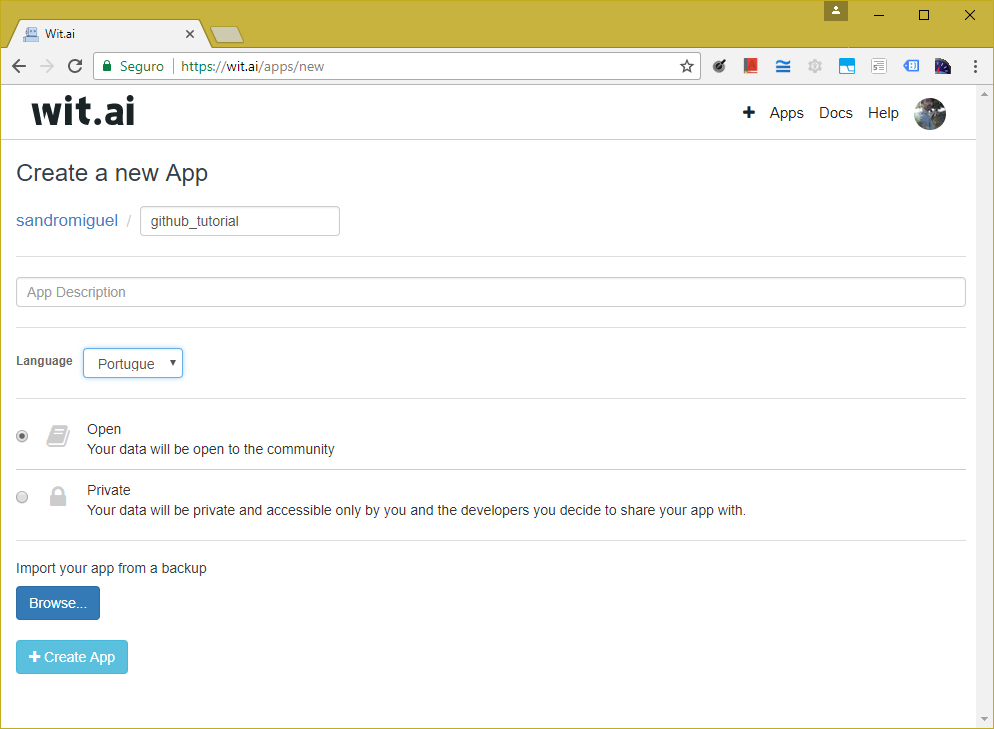 Wit.ai
Seguro https://wit.ai/apps/new
wit.ai
Apps Docs Help
Create a new App
sandromiguel / github_tutorial
App Description
Language Portugue
Open
Your data will be open to the community
Private
Your data will be private and accessible only by you and the developers you decide to share your app with.
Import your app from a backup
Browse...
Create App